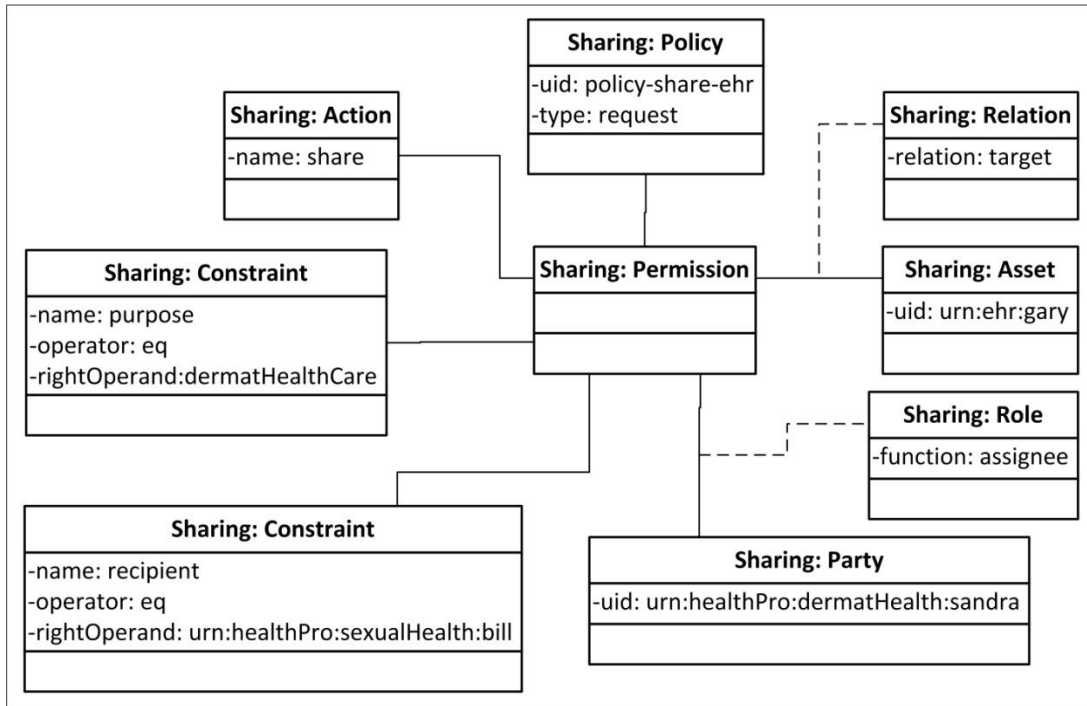 Sharing: Policy
-uid: policy-share-ehr
-type: request
Sharing: Action
-name: share
Sharing: Relation
-relation: target
Sharing: Constraint
-name: purpose
-operator: eq
-rightOperand:dermatHealthCare
Sharing: Permission
Sharing: Asset
-uid: urn:ehr:gary
Sharing: Role
-function: assignee
Sharing: Constraint
-name: recipient
-operator: eq
-rightOperand: urn:healthPro:sexualHealth:bill
Sharing: Party
-uid: urn:healthPro:dermatHealth:sandra